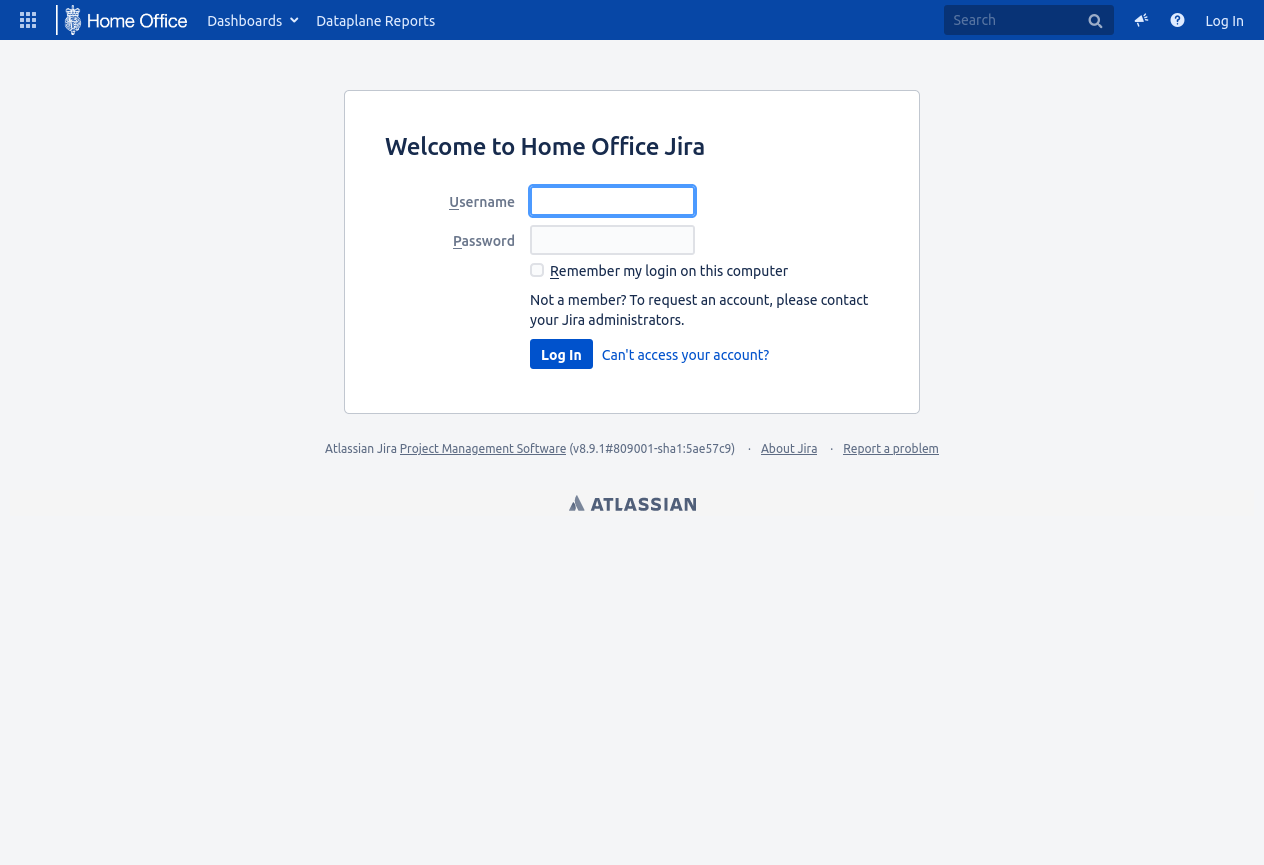 Home Office Dashboards Dataplane Reports Search Log In
Welcome to Home Office Jira
Username
Password
Remember my login on this computer
Not a member? To request an account, please contact
your Jira administrators.
Log In Can't access your account?
Atlassian Jira Project Management Software (v8.9.1#809001-sha1:5ae57c9) · About Jira · Report a problem
ATLASSIAN